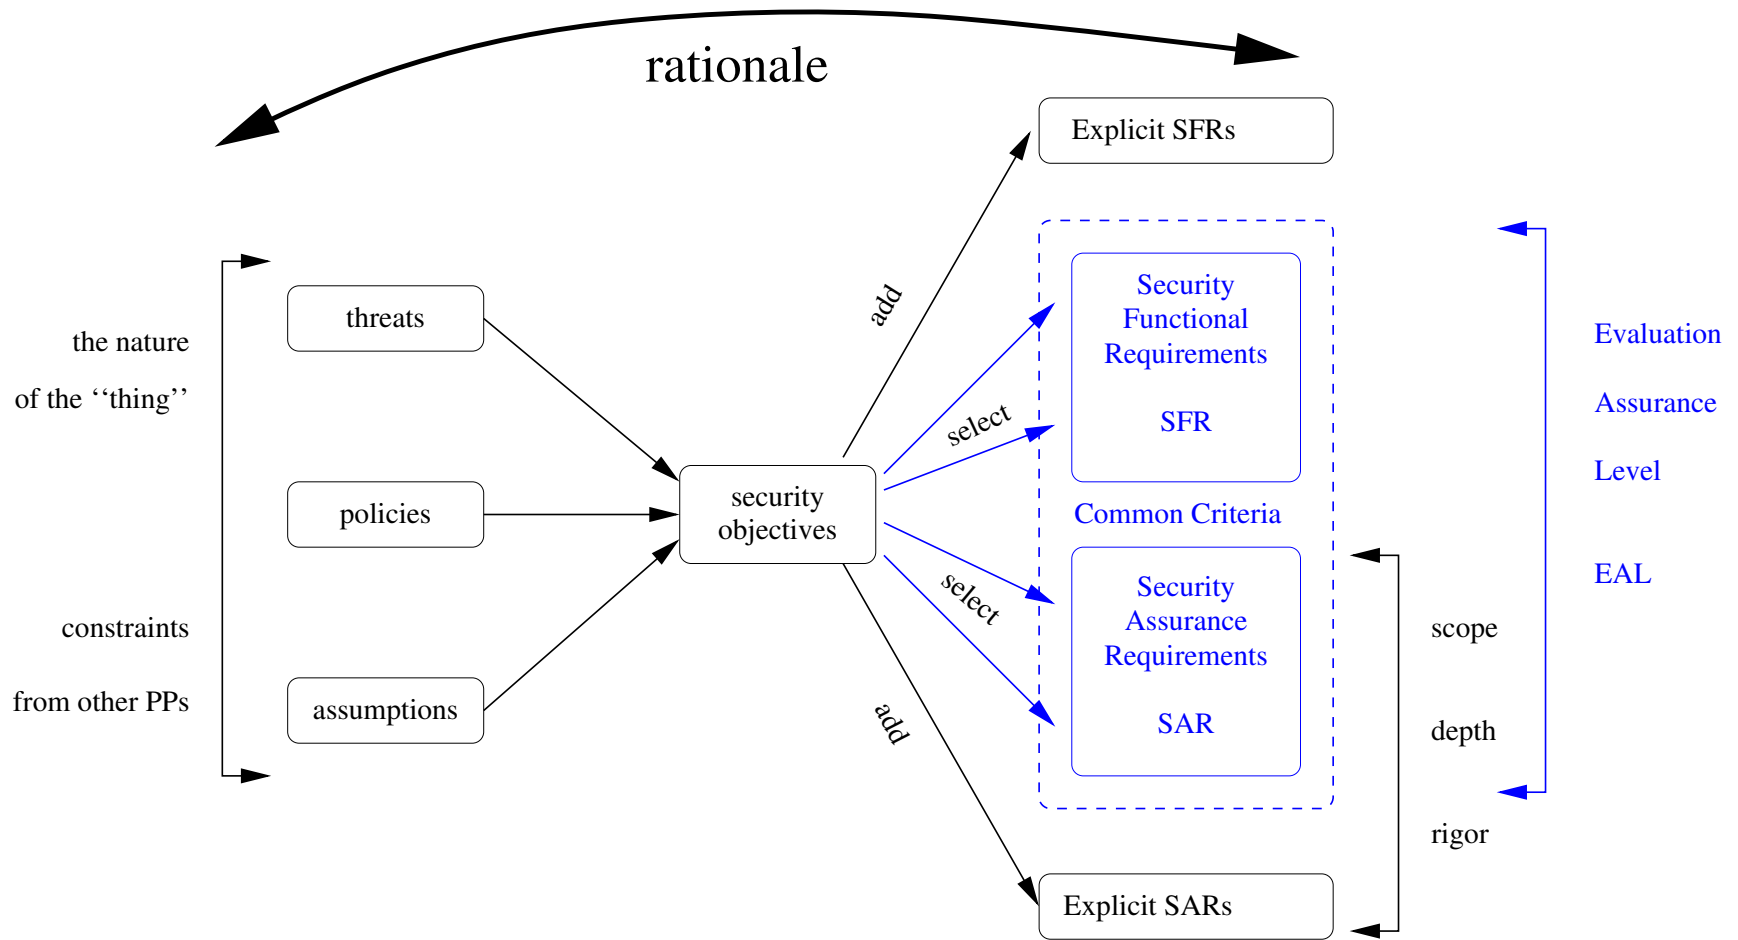 rationale
Explicit SFRs
the nature
of the ‘‘thing’’
constraints
from other PPs
threats
policies
assumptions
security
objectives
add
select
select
add
Security
Functional
Requirements
SFR
Common Criteria
Security
Assurance
Requirements
SAR
Explicit SARs
scope
depth
rigor
Evaluation
Assurance
Level
EAL